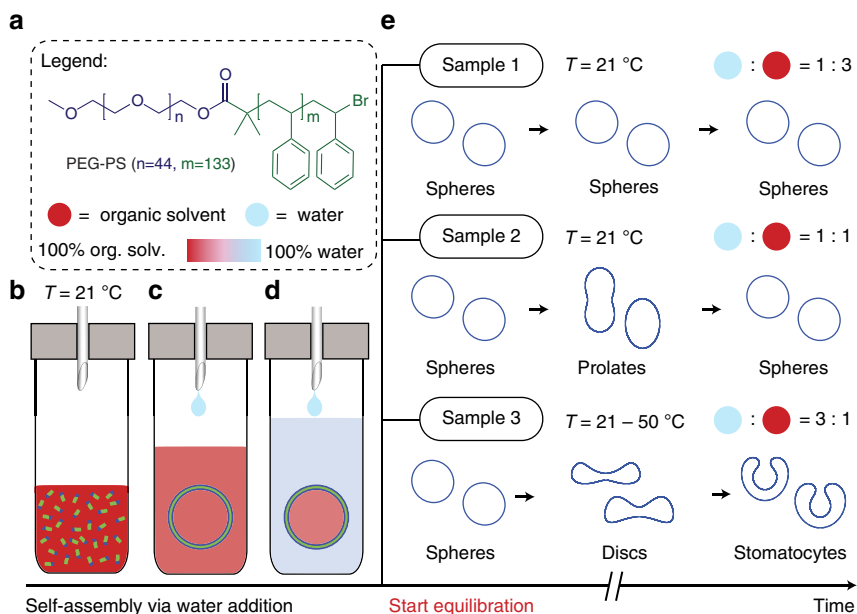 a
Legend:
O
O
n
O
O
m
Br
PEG-PS (n=44, m=133)
= organic solvent
= water
100% org. solv.
100% water
b
T = 21 °C
c
d
Self-assembly via water addition
e
Sample 1
T = 21 °C
: = 1 : 3
Spheres
Spheres
Spheres
Sample 2
T = 21 °C
: = 1 : 1
Spheres
Prolates
Spheres
Sample 3
T = 21 – 50 °C
: = 3 : 1
Spheres
Discs
Stomatocytes
Start equilibration
Time